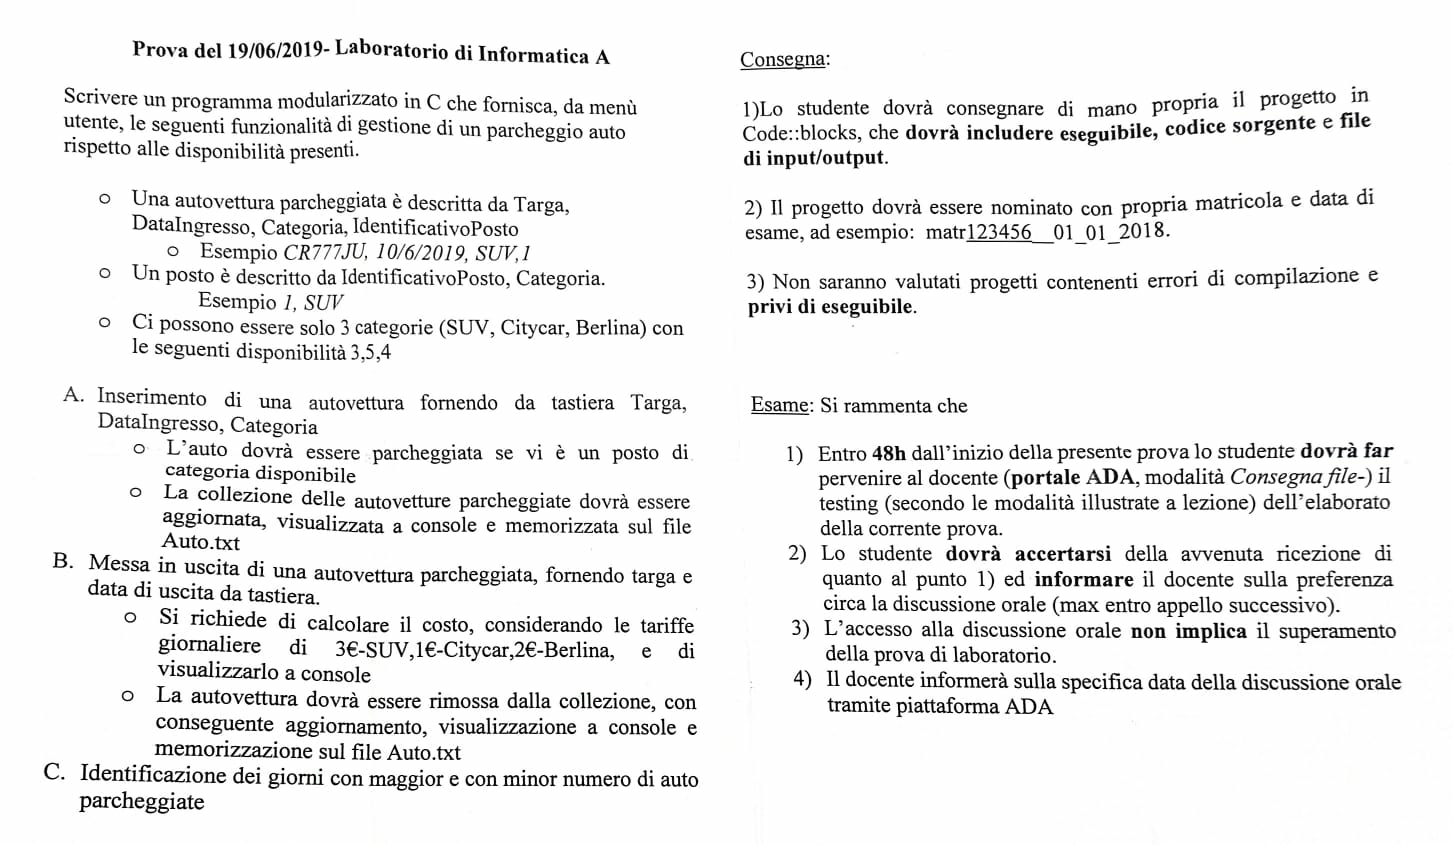 Prova del 19/06/2019- Laboratorio di Informatica A
Scrivere un programma modularizzato in C che fornisca, da menù
utente, le seguenti funzionalità di gestione di un parcheggio auto
rispetto alle disponibilità presenti.
o Una autovettura parcheggiata è descritta da Targa,
DataIngresso, Categoria, IdentificativoPosto
o Esempio CR777JU, 10/6/2019, SUV,1
o Un posto è descritto da IdentificativoPosto, Categoria.
Esempio 1, SUV
o Ci possono essere solo 3 categorie (SUV, Citycar, Berlina) con
le seguenti disponibilità 3,5,4
A. Inserimento di una autovettura fornendo da tastiera Targa,
DataIngresso, Categoria
o L'auto dovrà essere parcheggiata se vi è un posto di
categoria disponibile
o La collezione delle autovetture parcheggiate dovrà essere
aggiornata, visualizzata a console e memorizzata sul file
Auto.txt
B. Messa in uscita di una autovettura parcheggiata, fornendo targa e
data di uscita da tastiera.
o Si richiede di calcolare il costo, considerando le tariffe
giornaliere di 3€-SUV,1€-Citycar,2€-Berlina, e di
visualizzarlo a console
o La autovettura dovrà essere rimossa dalla collezione, con
conseguente aggiornamento, visualizzazione a console e
memorizzazione sul file Auto.txt
C. Identificazione dei giorni con maggior e con minor numero di auto
parcheggiate
Consegna:
1)Lo studente dovrà consegnare di mano propria il progetto in
Code::blocks, che dovrà includere eseguibile, codice sorgente e file
di input/output.
2) Il progetto dovrà essere nominato con propria matricola e data di
esame, ad esempio: matr123456__01_01_2018.
3) Non saranno valutati progetti contenenti errori di compilazione e
privi di eseguibile.
Esame: Si rammenta che
1) Entro 48h dall'inizio della presente prova lo studente dovrà far
pervenire al docente (portale ADA, modalità Consegna file-) il
testing (secondo le modalità illustrate a lezione) dell'elaborato
della corrente prova.
2) Lo studente dovrà accertarsi della avvenuta ricezione di
quanto al punto 1) ed informare il docente sulla preferenza
circa la discussione orale (max entro appello successivo).
3) L'accesso alla discussione orale non implica il superamento
della prova di laboratorio.
4) Il docente informerà sulla specifica data della discussione orale
tramite piattaforma ADA